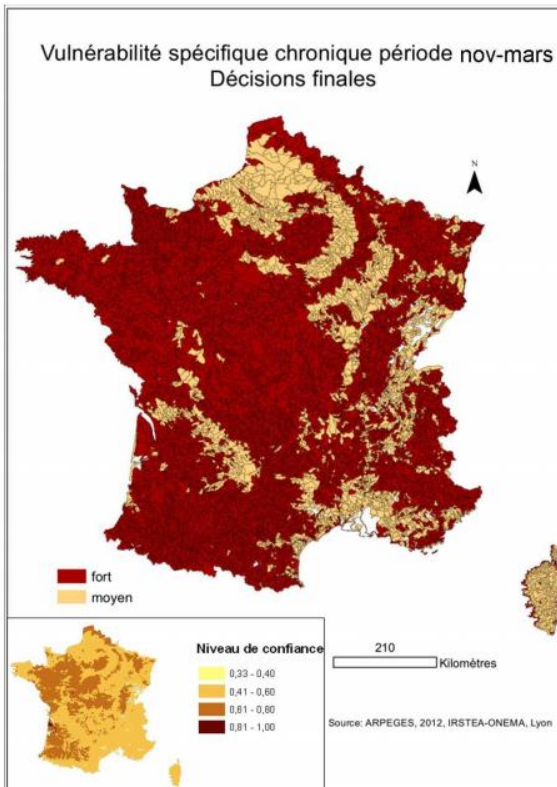 Vulnérabilité spécifique chronique période nov-mars
Décisions finales
N
fort
moyen
Niveau de confiance
0,33 - 0,40
0,41 - 0,60
0,61 - 0,80
0,81 - 1,00
210
Kilomètres
Source: ARPEGES, 2012, IRSTEA-ONEMA, Lyon